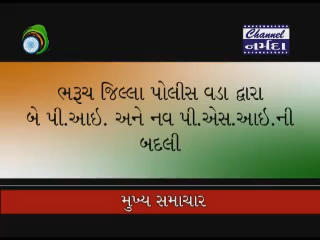 Channel
નર્મદા
ભરૂચ જિલ્લા પોલીસ વડા દ્વારા
બે પી.આઇ. અને નવ પી.એસ.આઇ.ની
બદલી
મુખ્ય સમાચાર